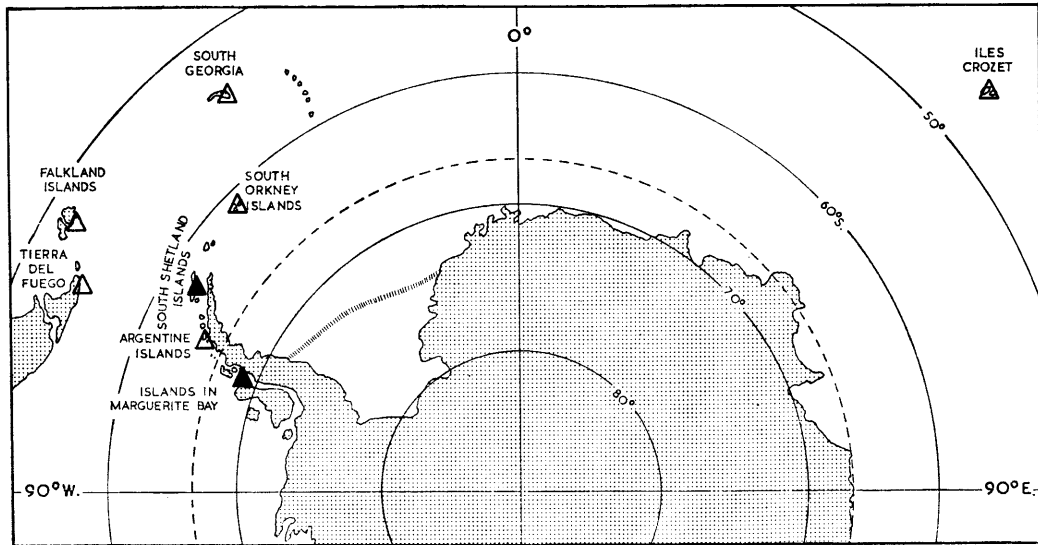 0°
SOUTH
GEORGIA
ILES
CROZET
50°
FALKLAND
ISLANDS
SOUTH
ORKNEY
ISLANDS
60°S.
TIERRA
DEL
FUEGO
SOUTH SHETLAND
ISLANDS
70°
ARGENTINE
ISLANDS
ISLANDS IN
MARGUERITE BAY
80°
90°W.
90°E.